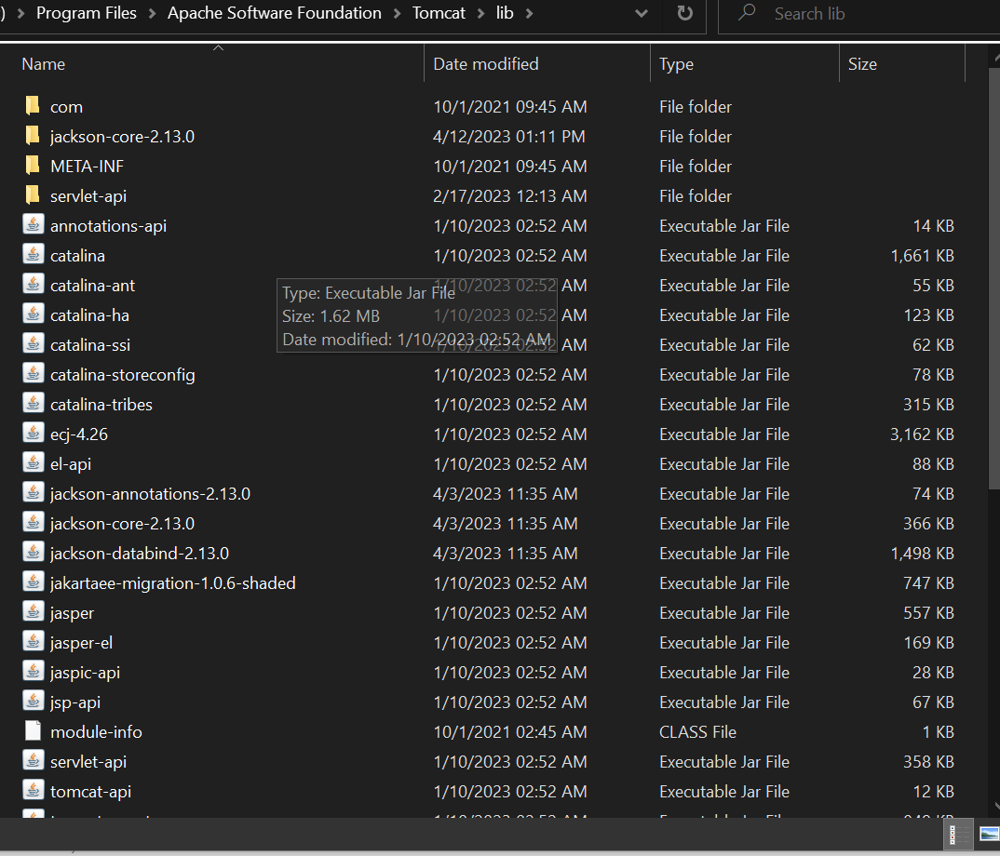 ) > Program Files > Apache Software Foundation > Tomcat > lib > Search lib
Name Date modified Type Size
com 10/1/2021 09:45 AM File folder
jackson-core-2.13.0 4/12/2023 01:11 PM File folder
META-INF 10/1/2021 09:45 AM File folder
servlet-api 2/17/2023 12:13 AM File folder
annotations-api 1/10/2023 02:52 AM Executable Jar File 14 KB
catalina 1/10/2023 02:52 AM Executable Jar File 1,661 KB
catalina-ant 1/10/2023 02:52 AM Executable Jar File 55 KB
Type: Executable Jar File
catalina-ha 1/10/2023 02:52 AM Executable Jar File 123 KB
Size: 1.62 MB
catalina-ssi 1/10/2023 02:52 AM Executable Jar File 62 KB
Date modified: 1/10/2023 02:52 AM
catalina-storeconfig 1/10/2023 02:52 AM Executable Jar File 78 KB
catalina-tribes 1/10/2023 02:52 AM Executable Jar File 315 KB
ecj-4.26 1/10/2023 02:52 AM Executable Jar File 3,162 KB
el-api 1/10/2023 02:52 AM Executable Jar File 88 KB
jackson-annotations-2.13.0 4/3/2023 11:35 AM Executable Jar File 74 KB
jackson-core-2.13.0 4/3/2023 11:35 AM Executable Jar File 366 KB
jackson-databind-2.13.0 4/3/2023 11:35 AM Executable Jar File 1,498 KB
jakartaee-migration-1.0.6-shaded 1/10/2023 02:52 AM Executable Jar File 747 KB
jasper 1/10/2023 02:52 AM Executable Jar File 557 KB
jasper-el 1/10/2023 02:52 AM Executable Jar File 169 KB
jaspic-api 1/10/2023 02:52 AM Executable Jar File 28 KB
jsp-api 1/10/2023 02:52 AM Executable Jar File 67 KB
module-info 10/1/2021 02:45 AM CLASS File 1 KB
servlet-api 1/10/2023 02:52 AM Executable Jar File 358 KB
tomcat-api 1/10/2023 02:52 AM Executable Jar File 12 KB